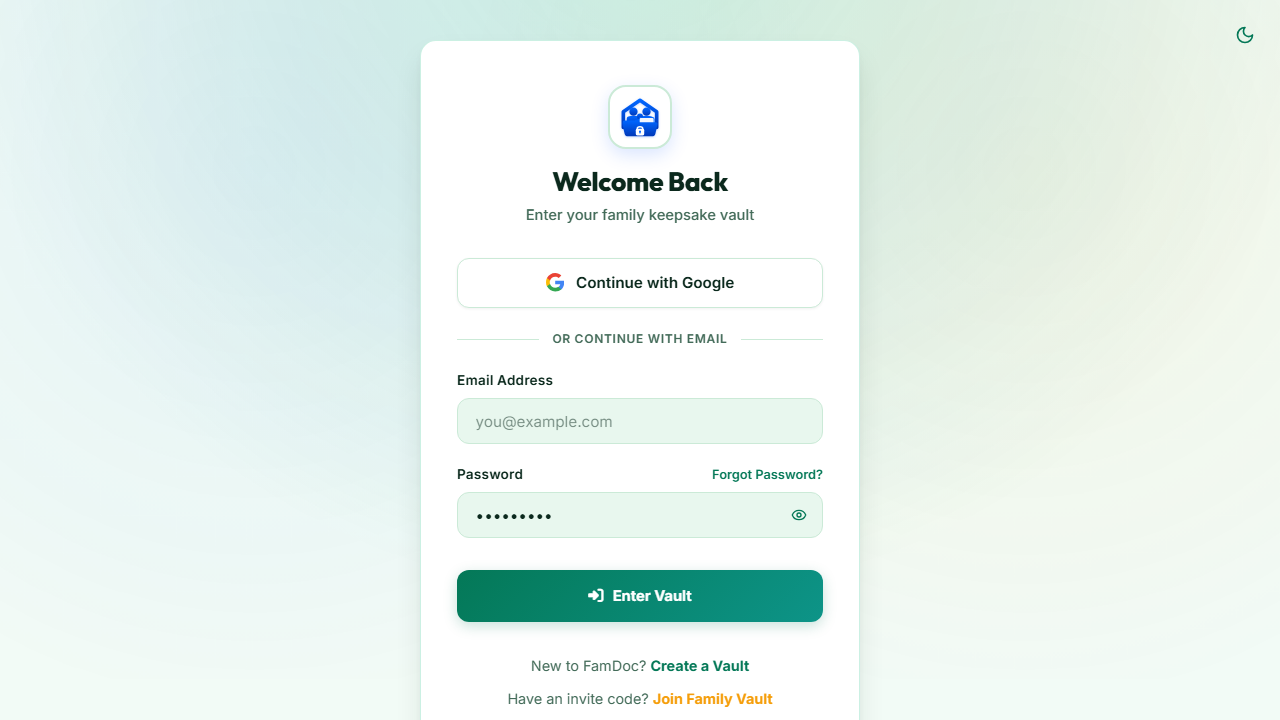 Welcome Back
Enter your family keepsake vault
Continue with Google
OR CONTINUE WITH EMAIL
Email Address
you@example.com
Password
Forgot Password?
•••••••••
Enter Vault
New to FamDoc? Create a Vault
Have an invite code? Join Family Vault